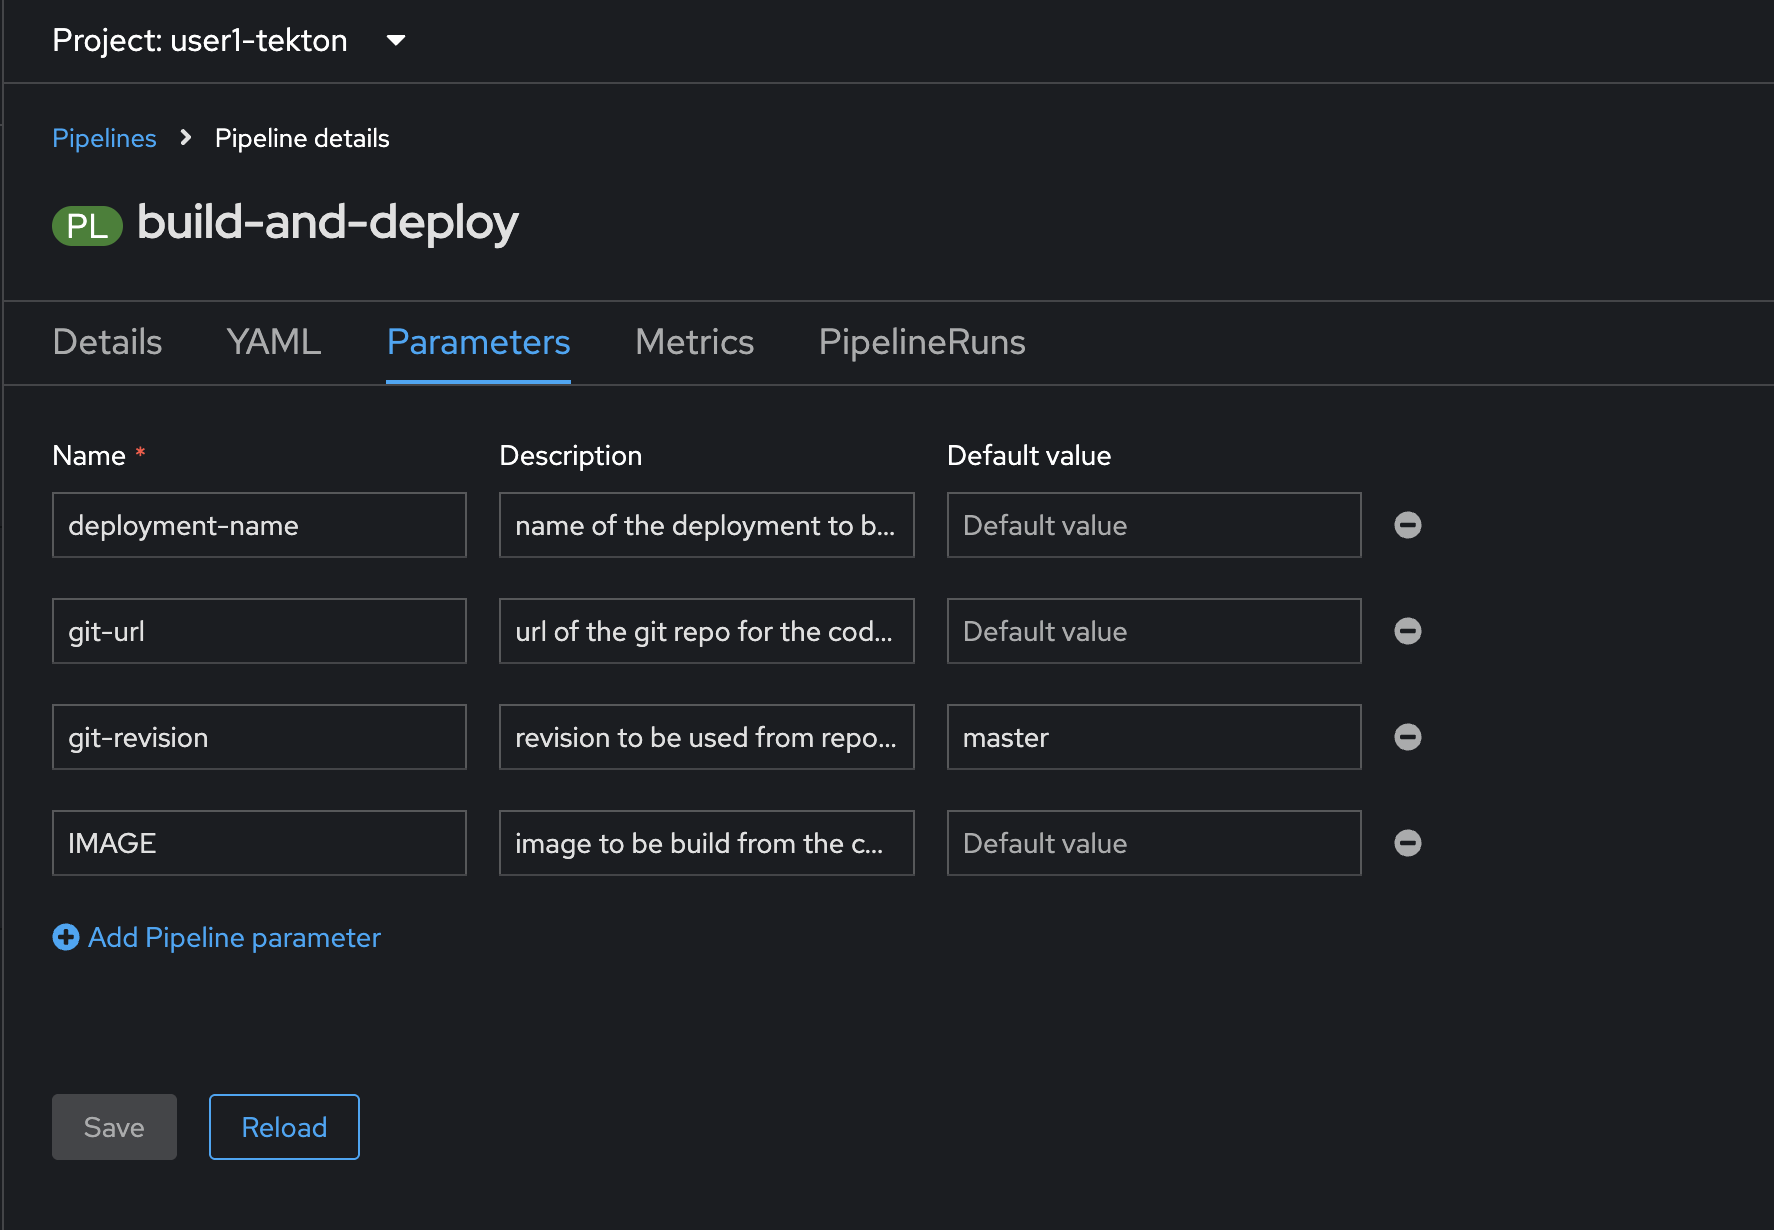 Project: user1-tekton
Pipelines > Pipeline details
PL build-and-deploy
Details YAML Parameters Metrics PipelineRuns
Name * Description Default value
deployment-name name of the deployment to b... Default value
git-url url of the git repo for the cod... Default value
git-revision revision to be used from repo... master
IMAGE image to be build from the c... Default value
Add Pipeline parameter
Save Reload